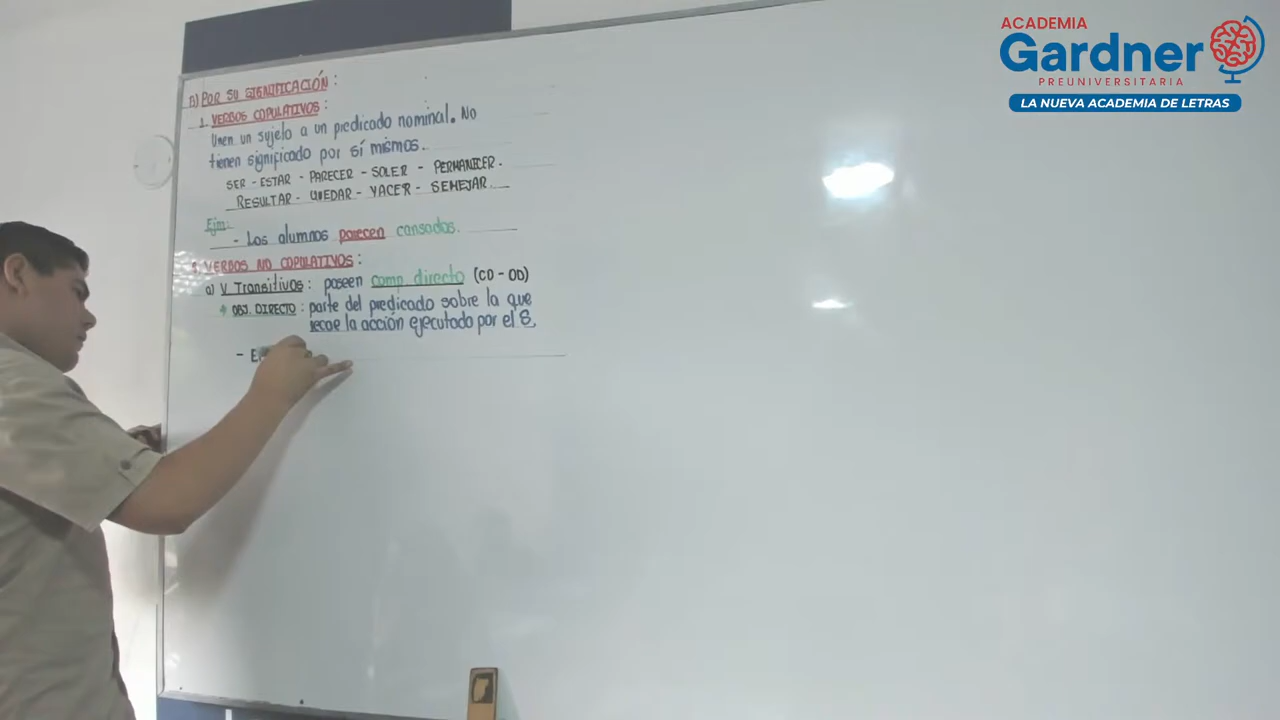 ACADEMIA
Gardner
PREUNIVERSITARIA
LA NUEVA ACADEMIA DE LETRAS
B) POR SU SIGNIFICACIÓN :
1. VERBOS COPULATIVOS :
Unen un sujeto a un predicado nominal. No
tienen significado por sí mismos.
SER - ESTAR - PARECER - SOLER - PERMANECER.
RESULTAR - QUEDAR - YACER - SEMEJAR.
Ejm:
- Los alumnos parecen cansados.
2. VERBOS NO COPULATIVOS :
a) V. Transitivos : poseen comp. directo (CD - OD)
OBJ. DIRECTO : parte del predicado sobre la que
recae la acción ejecutada por el S.
- E